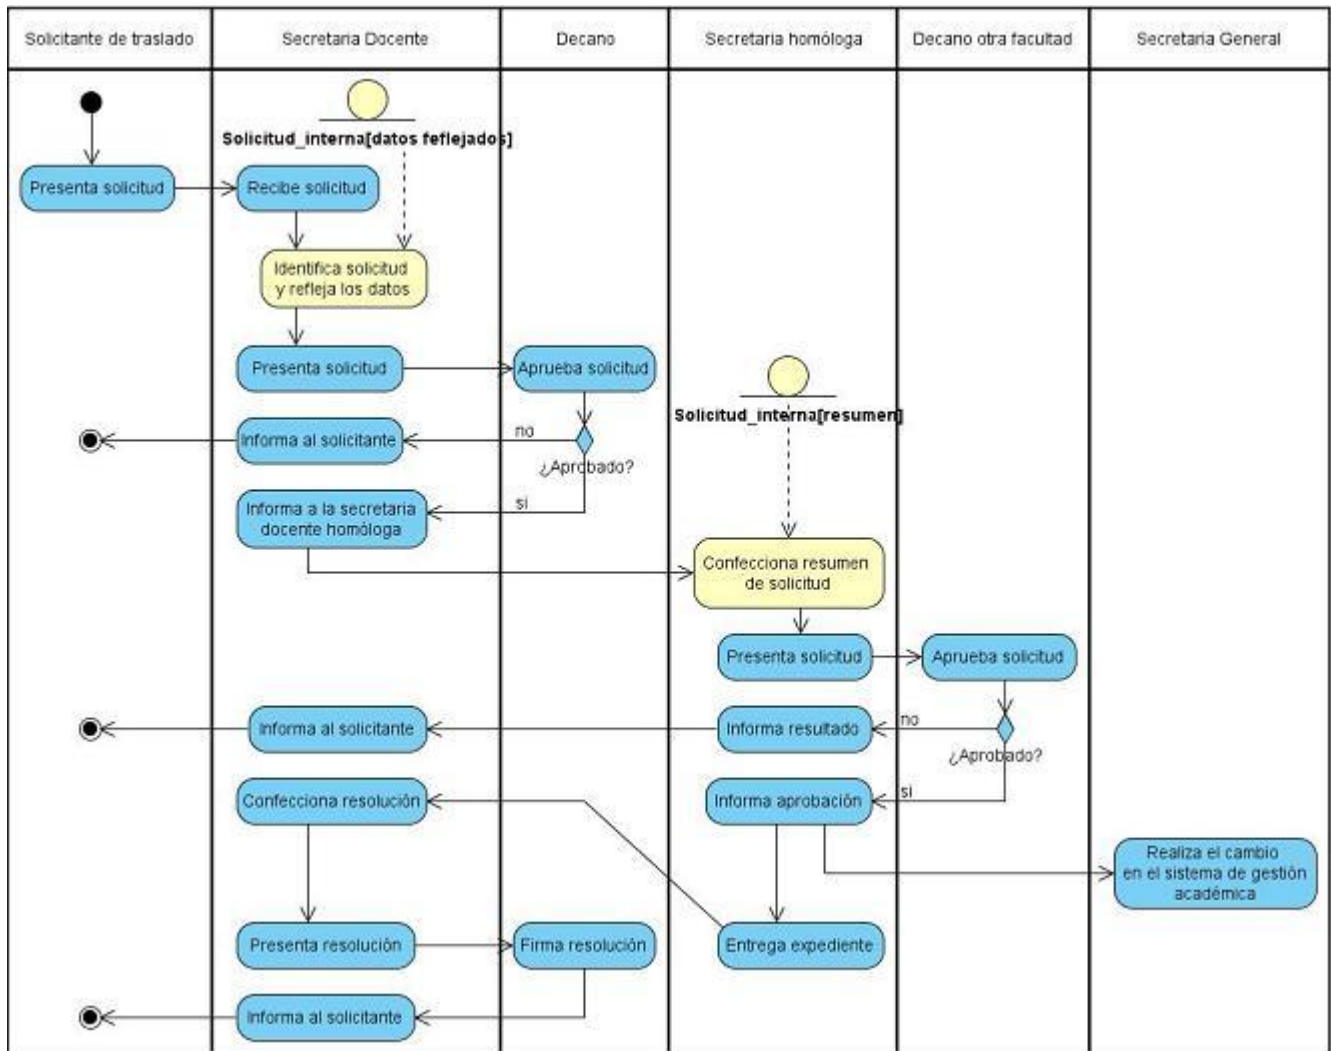 Solicitante de traslado
Secretaria Docente
Decano
Secretaria homóloga
Decano otra facultad
Secretaria General
Solicitud_interna[datos feflejados]
Presenta solicitud
Recibe solicitud
Identifica solicitud
y refleja los datos
Presenta solicitud
Aprueba solicitud
Solicitud_interna[resumen]
Informa al solicitante
no
¿Aprobado?
Informa a la secretaria
docente homóloga
si
Confecciona resumen
de solicitud
Presenta solicitud
Aprueba solicitud
Informa al solicitante
Informa resultado
no
¿Aprobado?
Confecciona resolución
Informa aprobación
si
Realiza el cambio
en el sistema de gestión
académica
Presenta resolución
Firma resolución
Entrega expediente
Informa al solicitante